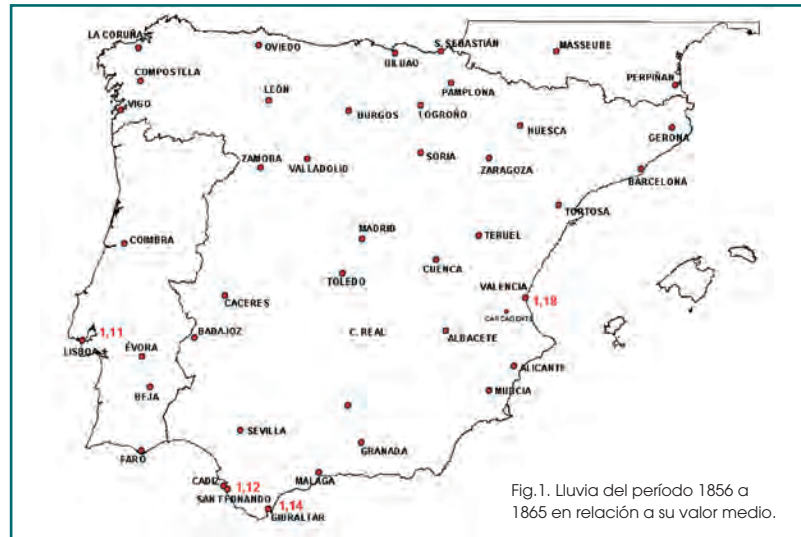 LA CORUÑA
OVIEDO
S. SEBASTIÁN
MASSEUBE
BILBAO
COMPOSTELA
PAMPLONA
PERPIÑAN
LEÓN
VIGO
BURGOS
LOGROÑO
HUESCA
GERONA
ZAMORA
VALLADOLID
SORIA
ZARAGOZA
BARCELONA
TORTOSA
MADRID
COIMBRA
TERUEL
TOLEDO
CUENCA
VALENCIA
CACERES
1,18
CARCAGENTE
1,11
BADAJOZ
C. REAL
ALBACETE
LISBOA
ÉVORA
ALICANTE
BEJA
MURCIA
SEVILLA
GRANADA
FARO
CADIZ
1,12
MALAGA
SAN FERNANDO
1,14
GIBRALTAR
Fig.1. Lluvia del período 1856 a
1865 en relación a su valor medio.